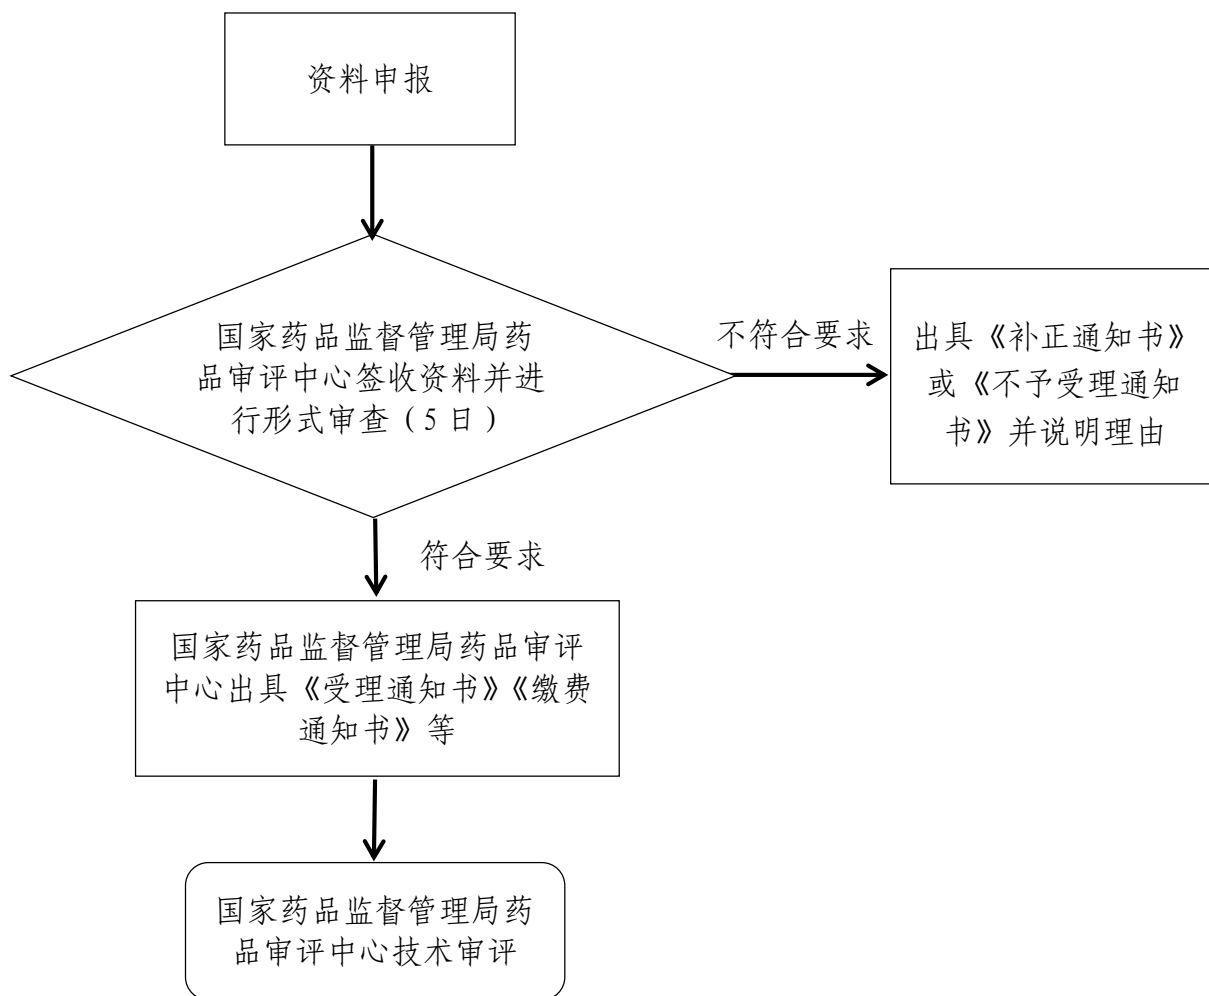 资料申报
国家药品监督管理局药
品审评中心签收资料并进
行形式审查（5日）
不符合要求
出具《补正通知书》
或《不予受理通知
书》并说明理由
符合要求
国家药品监督管理局药品审评
中心出具《受理通知书》《缴费
通知书》等
国家药品监督管理局药
品审评中心技术审评